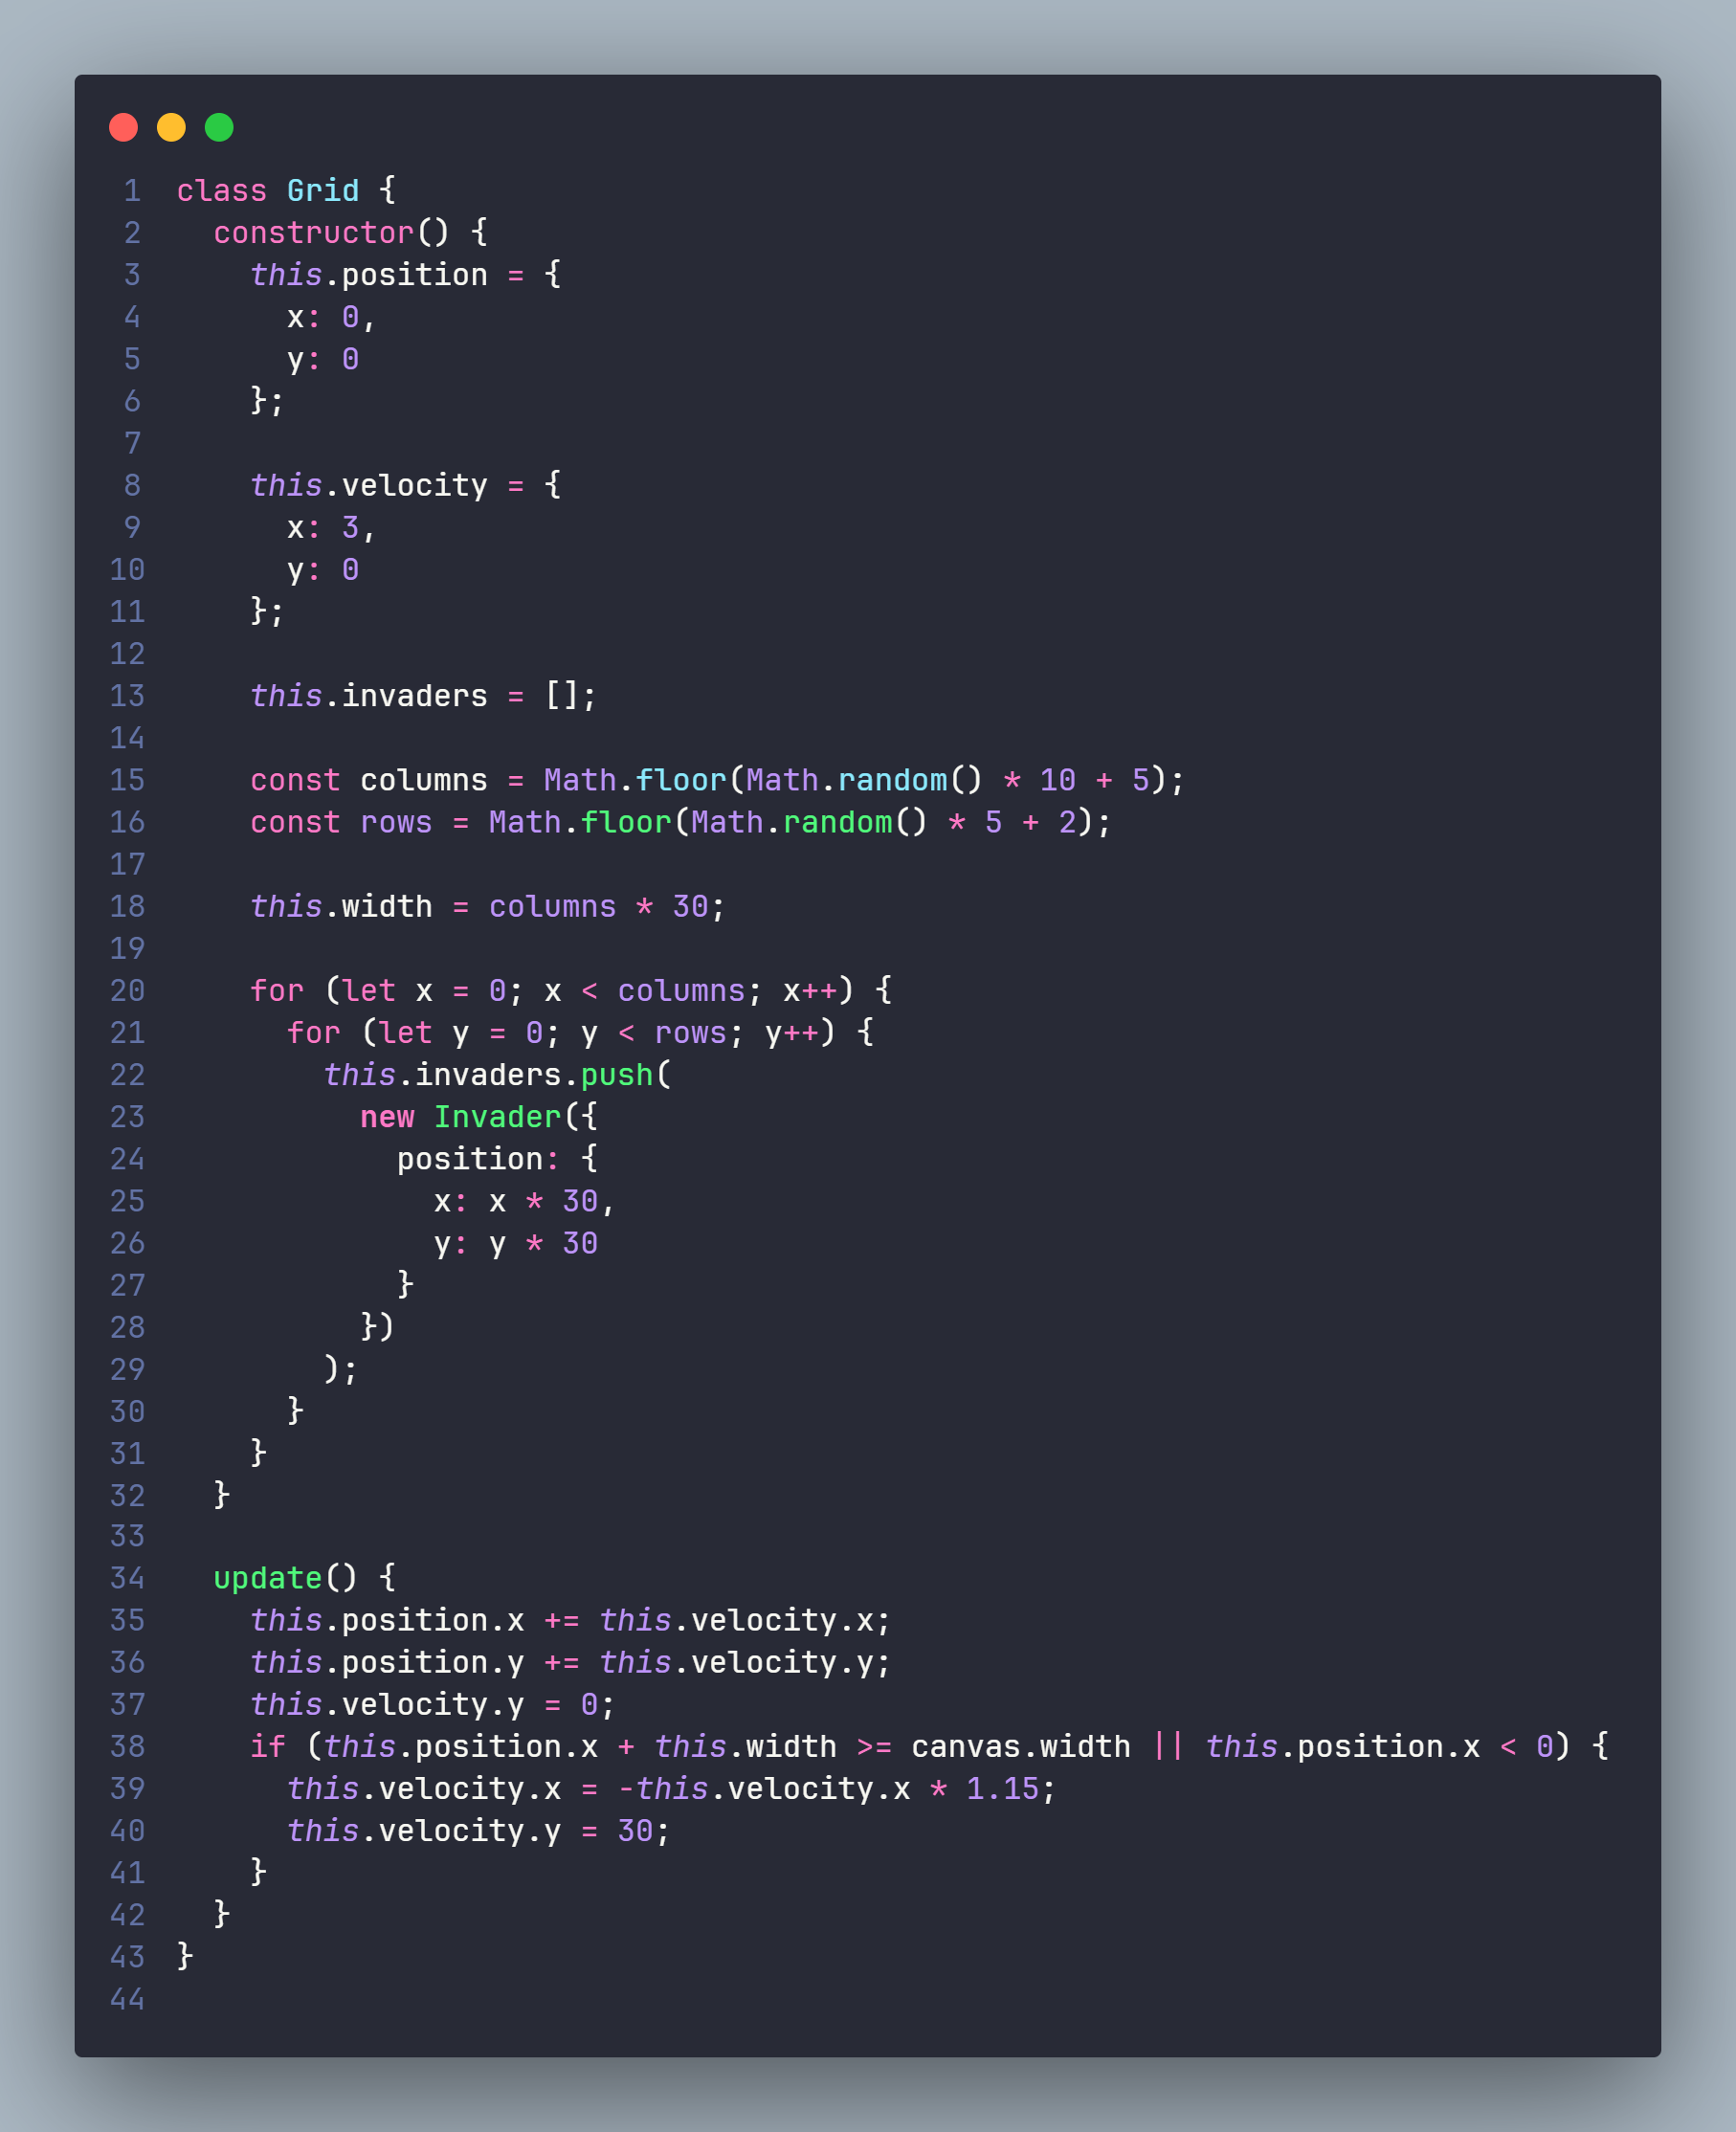 1 class Grid {
2   constructor() {
3     this.position = {
4       x: 0,
5       y: 0
6     };
7
8     this.velocity = {
9       x: 3,
10       y: 0
11     };
12
13     this.invaders = [];
14
15     const columns = Math.floor(Math.random() * 10 + 5);
16     const rows = Math.floor(Math.random() * 5 + 2);
17
18     this.width = columns * 30;
19
20     for (let x = 0; x < columns; x++) {
21       for (let y = 0; y < rows; y++) {
22         this.invaders.push(
23           new Invader({
24             position: {
25               x: x * 30,
26               y: y * 30
27             }
28           })
29         );
30       }
31     }
32   }
33
34   update() {
35     this.position.x += this.velocity.x;
36     this.position.y += this.velocity.y;
37     this.velocity.y = 0;
38     if (this.position.x + this.width >= canvas.width || this.position.x < 0) {
39       this.velocity.x = -this.velocity.x * 1.15;
40       this.velocity.y = 30;
41     }
42   }
43 }
44